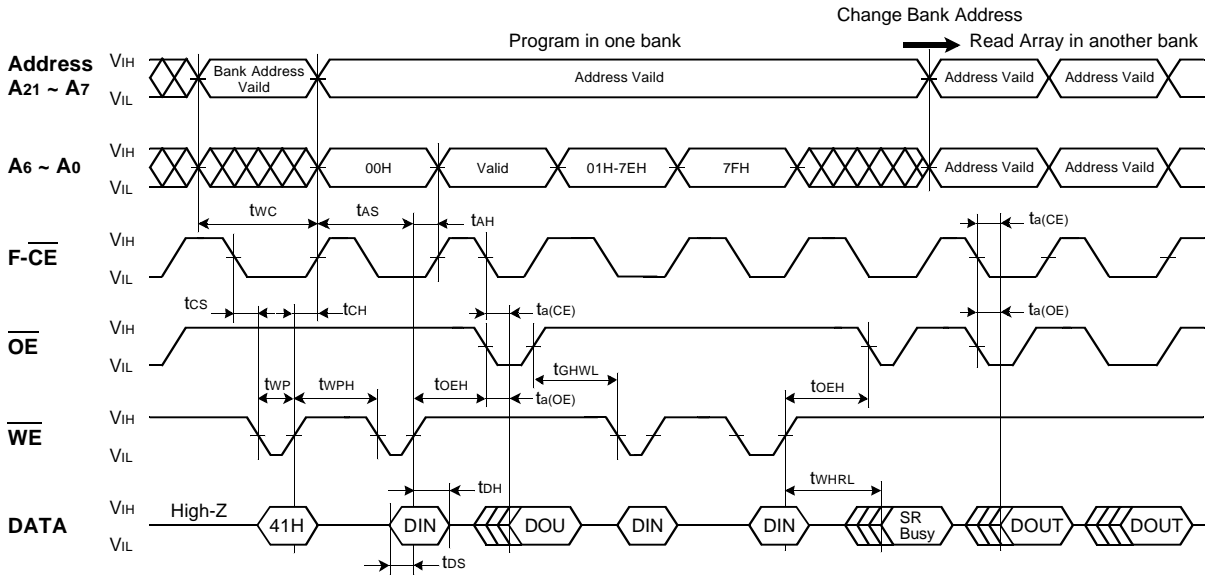 Change Bank Address
Program in one bank
Read Array in another bank
Address
A21 ~ A7
VIH
VIL
Bank Address
Vaild
Address Vaild
Address Vaild
Address Vaild
A6 ~ A0
VIH
VIL
00H
Valid
01H-7EH
7FH
Address Vaild
Address Vaild
tWC
tAS
tAH
ta(CE)
F-CE
VIH
VIL
tCS
tCH
ta(CE)
ta(OE)
OE
VIH
VIL
tWP
tWPH
tOEH
tGHWL
ta(OE)
tOEH
WE
VIH
VIL
tDH
tWHRL
DATA
VIH
VIL
High-Z
41H
DIN
DOU
DIN
DIN
SR
Busy
DOUT
DOUT
tDS